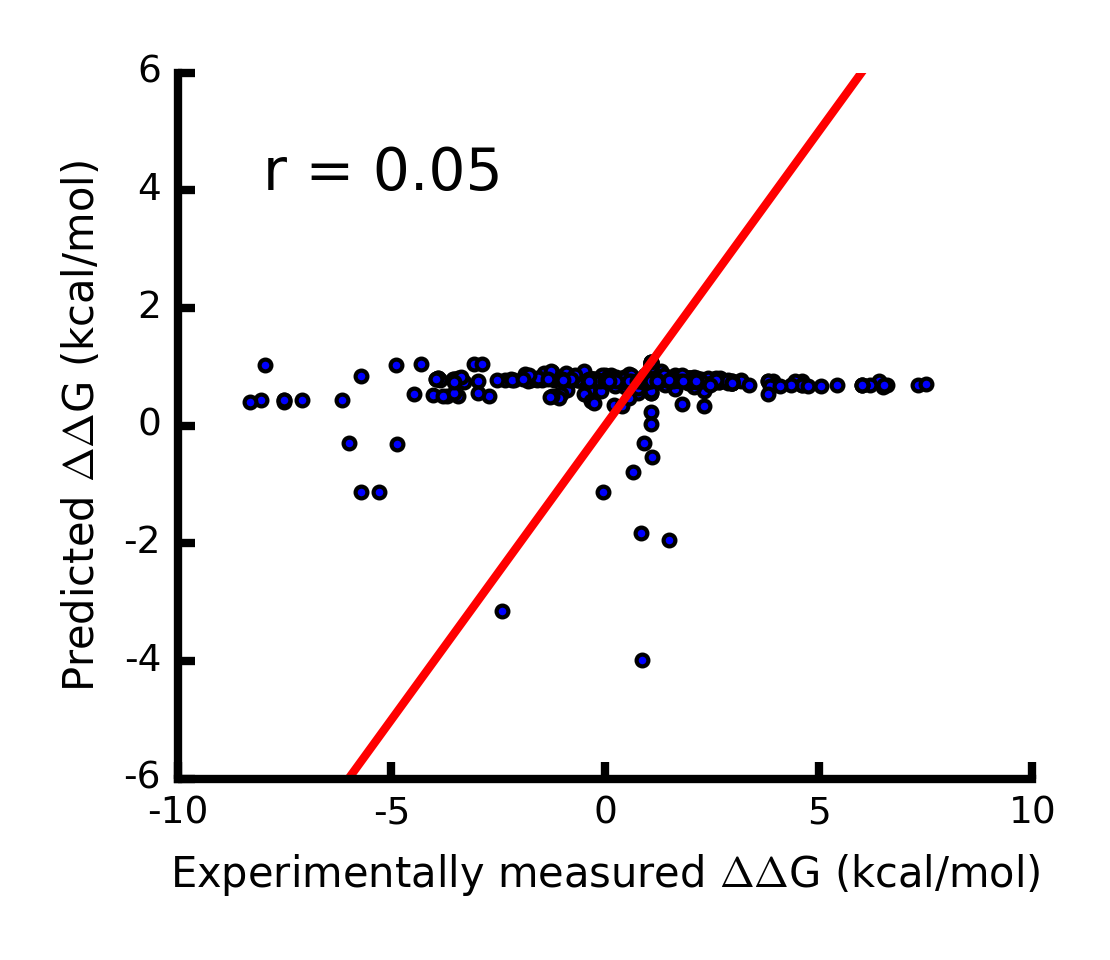 6
4
2
0
-2
-4
-6
r = 0.05
Predicted ΔΔG (kcal/mol)
-10 -5 0 5 10
Experimentally measured ΔΔG (kcal/mol)